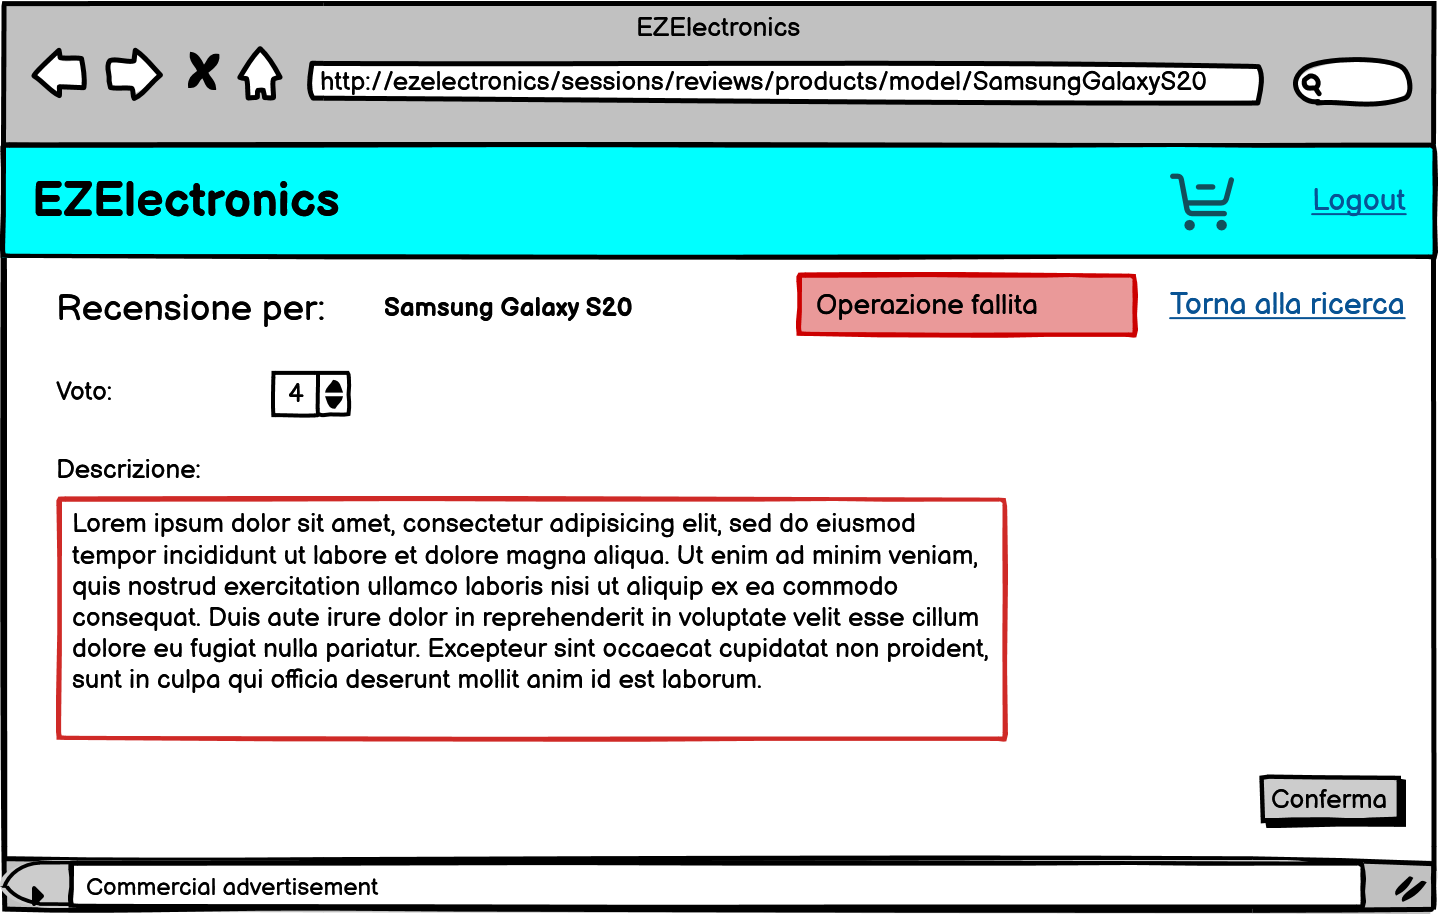 EZElectronics
http://ezelectronics/sessions/reviews/products/model/SamsungGalaxyS20
EZElectronics
Logout
Recensione per:
Samsung Galaxy S20
Operazione fallita
Torna alla ricerca
Voto:
4
Descrizione:
Lorem ipsum dolor sit amet, consectetur adipisicing elit, sed do eiusmod
tempor incididunt ut labore et dolore magna aliqua. Ut enim ad minim veniam,
quis nostrud exercitation ullamco laboris nisi ut aliquip ex ea commodo
consequat. Duis aute irure dolor in reprehenderit in voluptate velit esse cillum
dolore eu fugiat nulla pariatur. Excepteur sint occaecat cupidatat non proident,
sunt in culpa qui officia deserunt mollit anim id est laborum.
Conferma
Commercial advertisement